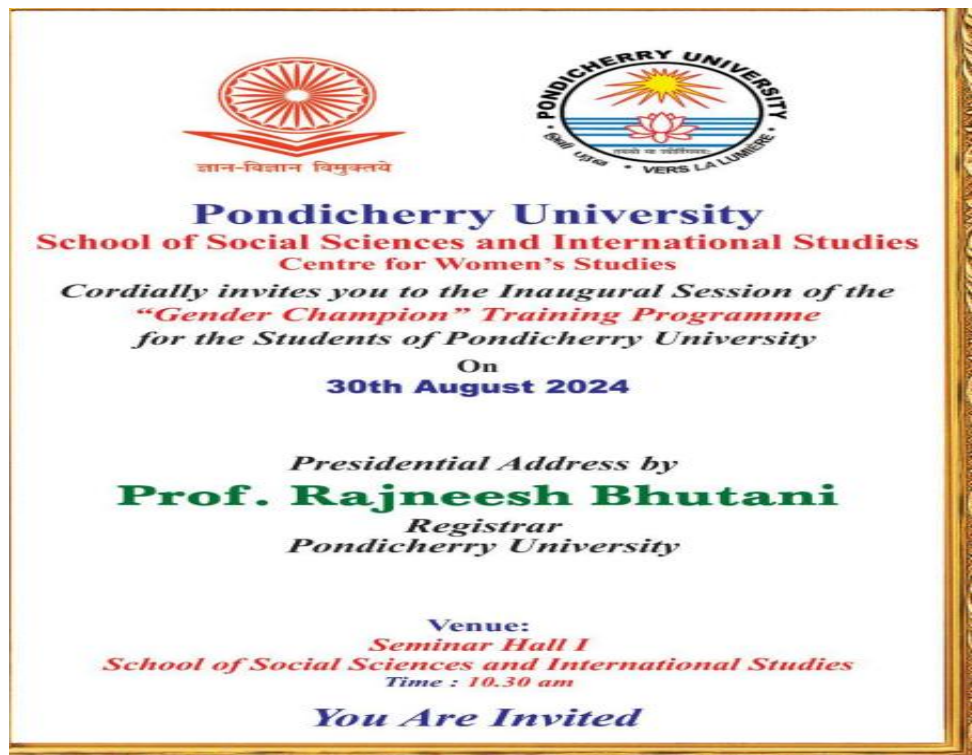 ज्ञान-विज्ञान विमुक्तये
PONDICHERRY UNIVERSITY
VERS LA LUMIÈRE
Pondicherry University
School of Social Sciences and International Studies
Centre for Women's Studies
Cordially invites you to the Inaugural Session of the
“Gender Champion” Training Programme
for the Students of Pondicherry University
On
30th August 2024
Presidential Address by
Prof. Rajneesh Bhutani
Registrar
Pondicherry University
Venue:
Seminar Hall I
School of Social Sciences and International Studies
Time : 10.30 am
You Are Invited